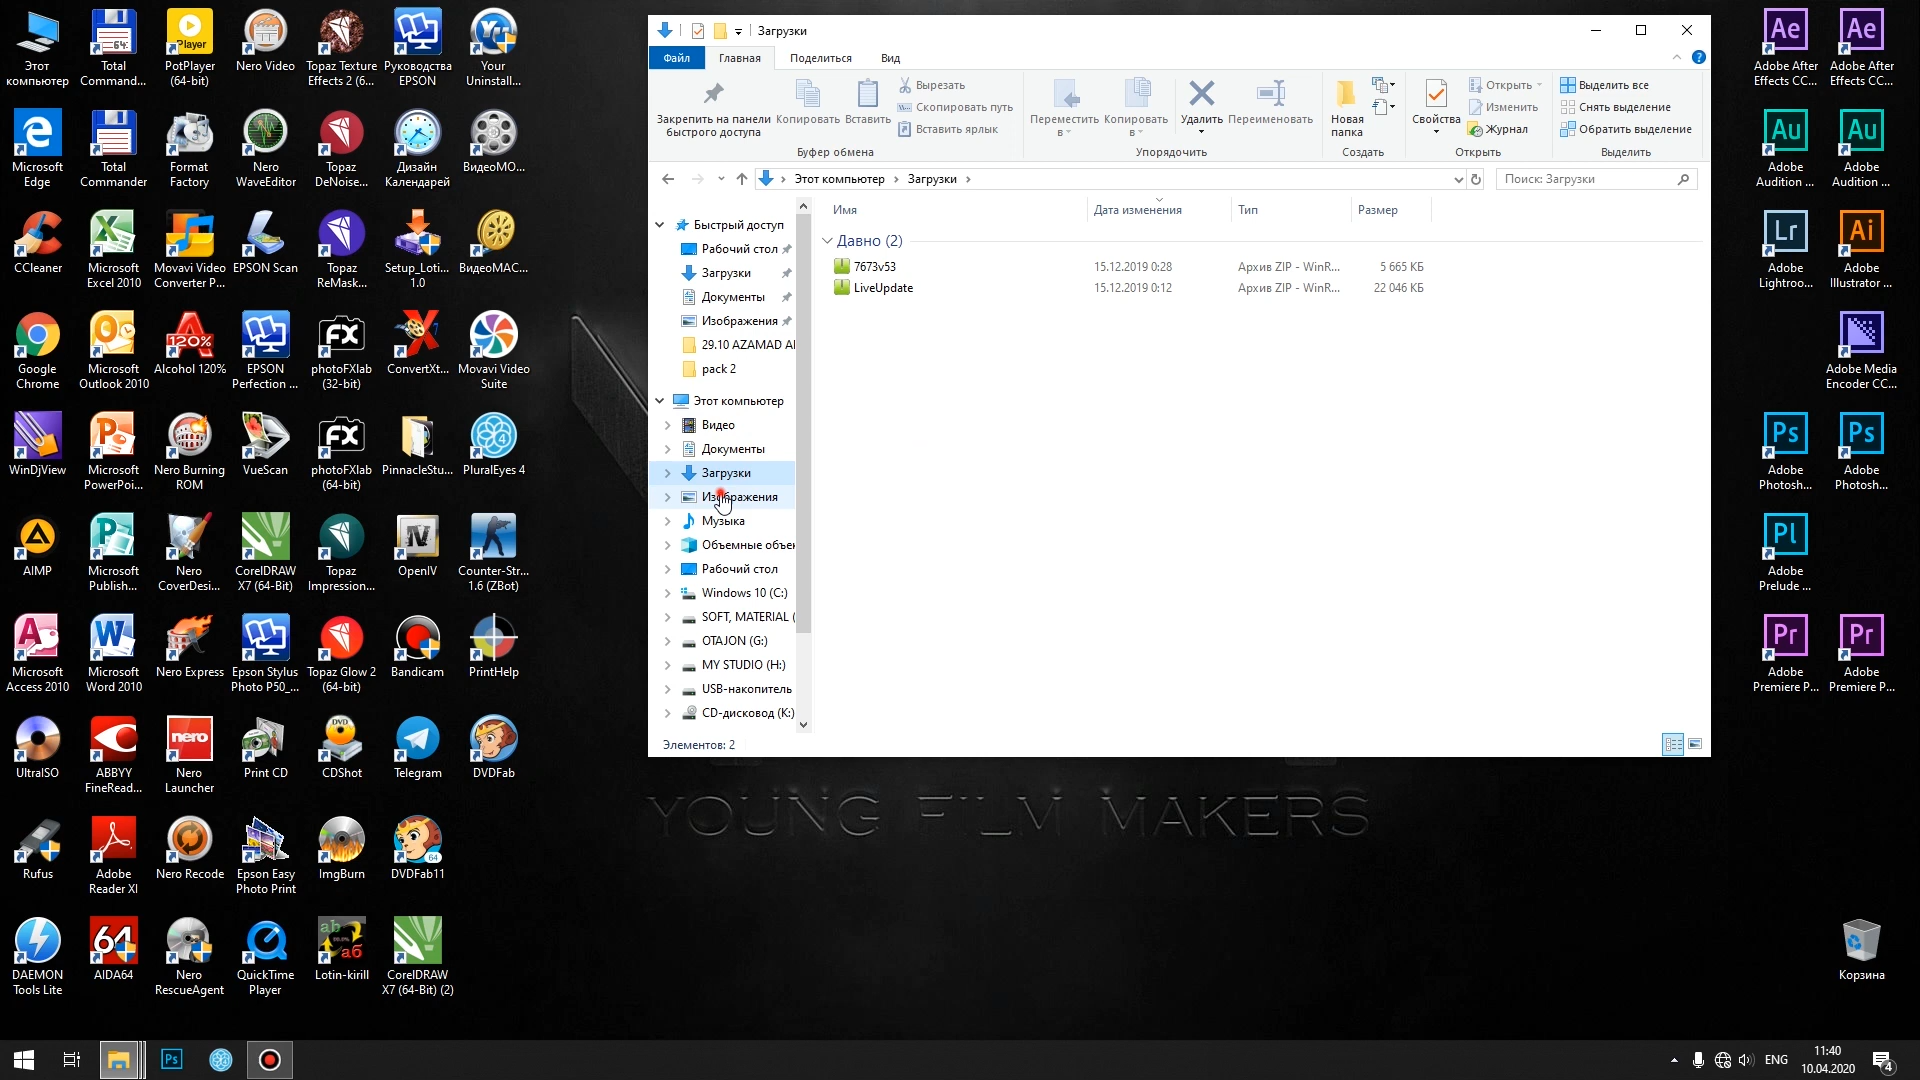 Этот
компьютер
Total
Command...
PotPlayer
(64-bit)
Nero Video
Topaz Texture
Effects 2 (6...
Руководства
EPSON
Your
Uninstall...
Microsoft
Edge
Total
Commander
Format
Factory
Nero
WaveEditor
Topaz
DeNoise...
Дизайн
Календарей
ВидеоМО...
CCleaner
Microsoft
Excel 2010
Movavi Video
Converter P...
EPSON Scan
Topaz
ReMask...
Setup_Loti...
1.0
ВидеоМАС...
Google
Chrome
Microsoft
Outlook 2010
Alcohol 120%
EPSON
Perfection ...
photoFXlab
(32-bit)
ConvertXt...
Movavi Video
Suite
WinDjView
Microsoft
PowerPoi...
Nero Burning
ROM
VueScan
photoFXlab
(64-bit)
PinnacleStu...
PluralEyes 4
AIMP
Microsoft
Publish...
Nero
CoverDesi...
CorelDRAW
X7 (64-Bit)
Topaz
Impression...
OpenIV
Counter-Str...
1.6 (ZBot)
Microsoft
Access 2010
Microsoft
Word 2010
Nero Express
Epson Stylus
Photo P50_...
Topaz Glow 2
(64-bit)
Bandicam
PrintHelp
UltraISO
ABBYY
FineRead...
Nero
Launcher
Print CD
CDShot
Telegram
DVDFab
Rufus
Adobe
Reader XI
Nero Recode
Epson Easy
Photo Print
ImgBurn
DVDFab11
DAEMON
Tools Lite
AIDA64
Nero
RescueAgent
QuickTime
Player
Lotin-kirill
CorelDRAW
X7 (64-Bit) (2)
Загрузки
Файл
Главная
Поделиться
Вид
Закрепить на панели
быстрого доступа
Копировать
Вставить
Вырезать
Скопировать путь
Вставить ярлык
Буфер обмена
Переместить
в
Копировать
в
Удалить
Переименовать
Упорядочить
Новая
папка
Создать
Свойства
Открыть
Изменить
Журнал
Открыть
Выделить все
Снять выделение
Обратить выделение
Выделить
Этот компьютер > Загрузки >
Поиск: Загрузки
Быстрый доступ
Рабочий стол
Загрузки
Документы
Изображения
29.10 AZAMAD A
pack 2
Этот компьютер
Видео
Документы
Загрузки
Изображения
Музыка
Объемные объек
Рабочий стол
Windows 10 (C:)
SOFT, MATERIAL (
OTAJON (G:)
MY STUDIO (H:)
USB-накопитель
CD-дисковод (K:)
Имя
Дата изменения
Тип
Размер
Давно (2)
7673v53 15.12.2019 0:28 Архив ZIP - WinR... 5 665 КБ
LiveUpdate 15.12.2019 0:12 Архив ZIP - WinR... 22 046 КБ
Элементов: 2
YOUNG FILM MAKERS
Adobe After
Effects CC...
Adobe After
Effects CC...
Adobe
Audition ...
Adobe
Audition ...
Adobe
Lightroo...
Adobe
Illustrator ...
Adobe Media
Encoder CC...
Adobe
Photosh...
Adobe
Photosh...
Adobe
Prelude ...
Adobe
Premiere P...
Adobe
Premiere P...
Корзина
ENG
11:40
10.04.2020
4